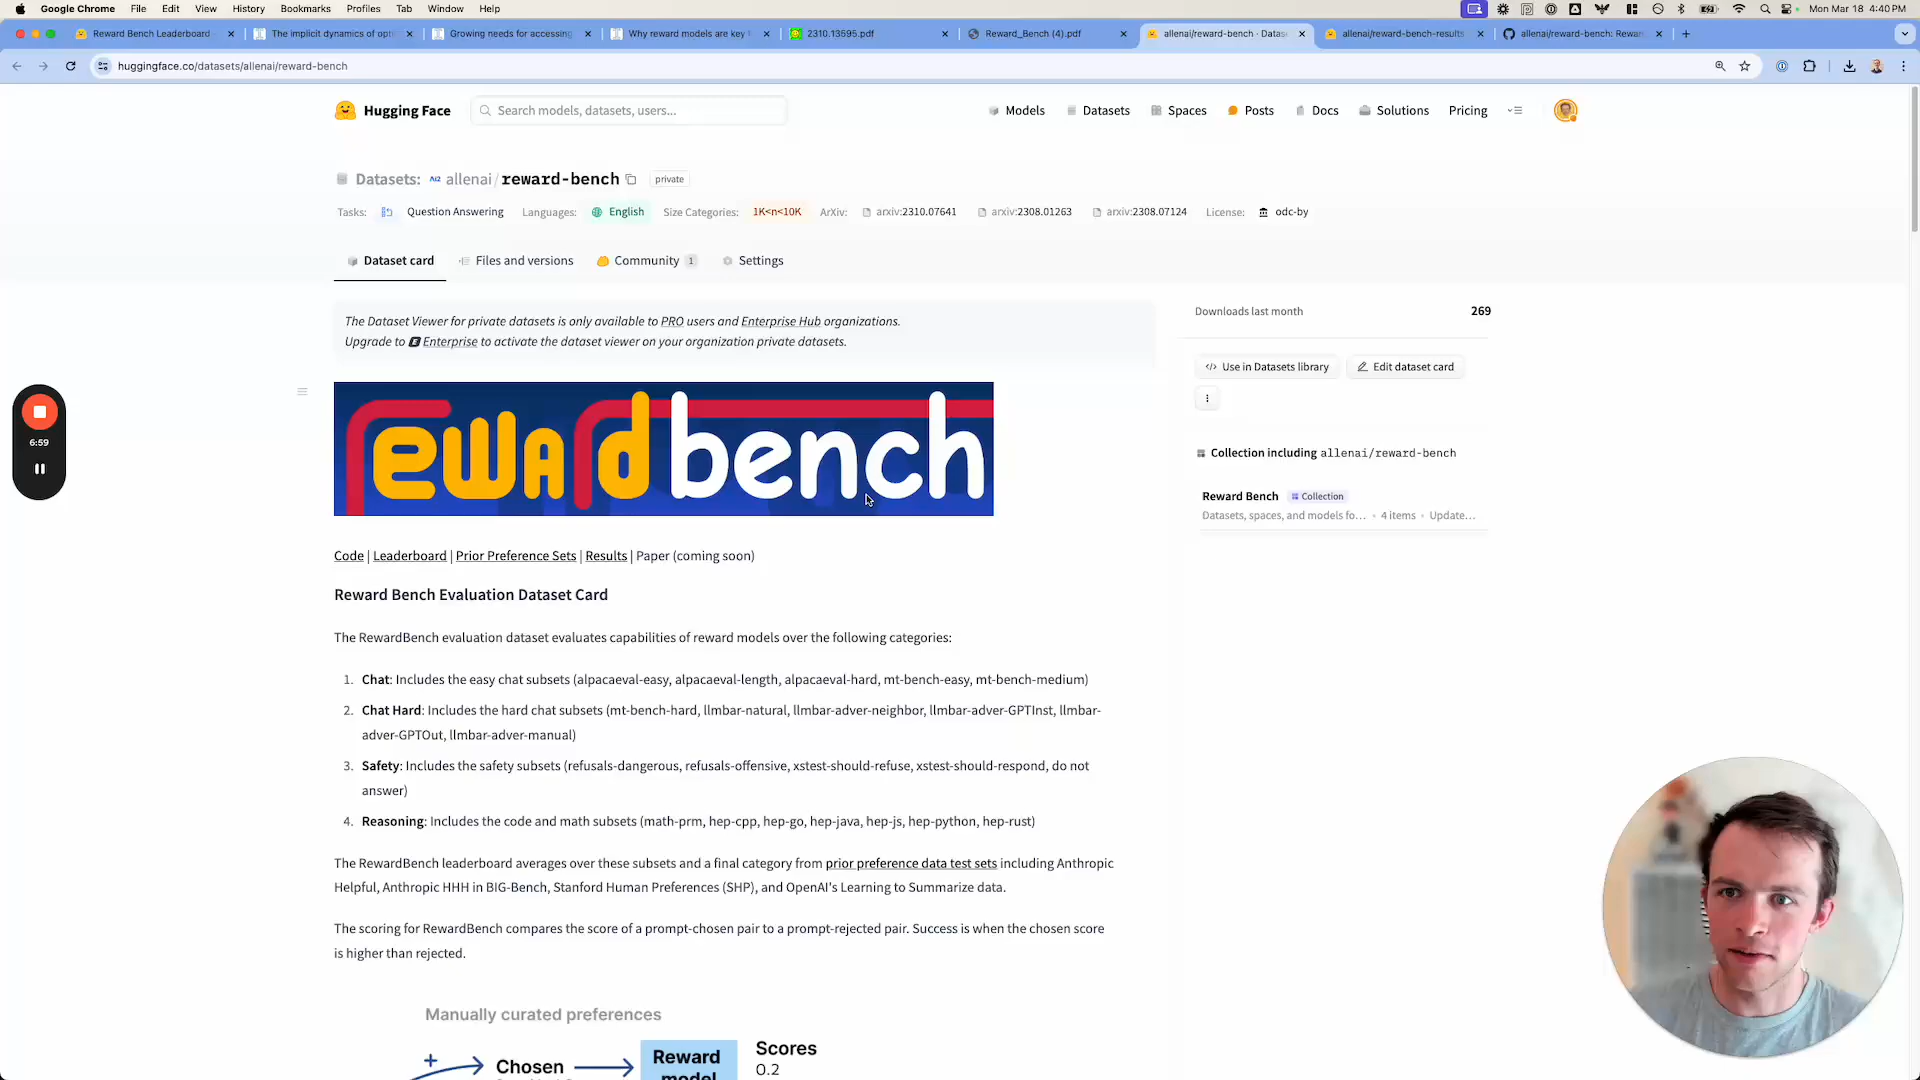 Google Chrome File Edit View History Bookmarks Profiles Tab Window Help
Mon Mar 18 4:40 PM
Reward Bench Leaderboard
The implicit dynamics of opti
Growing needs for accessing
Why reward models are key
2310.13595.pdf
Reward_Bench (4).pdf
allenai/reward-bench · Datas
allenai/reward-bench-results
allenai/reward-bench: Rewar
huggingface.co/datasets/allenai/reward-bench
Hugging Face
Search models, datasets, users...
Models Datasets Spaces Posts Docs Solutions Pricing
Datasets: AI2 allenai/reward-bench private
Tasks: Question Answering Languages: English Size Categories: 1K<n<10K ArXiv: arxiv:2310.07641 arxiv:2308.01263 arxiv:2308.07124 License: odc-by
Dataset card Files and versions Community 1 Settings
The Dataset Viewer for private datasets is only available to PRO users and Enterprise Hub organizations.
Upgrade to Enterprise to activate the dataset viewer on your organization private datasets.
Downloads last month 269
Use in Datasets library Edit dataset card
6:59
rewardbench
Collection including allenai/reward-bench
Reward Bench Collection
Datasets, spaces, and models fo... • 4 items • Update...
Code | Leaderboard | Prior Preference Sets | Results | Paper (coming soon)
Reward Bench Evaluation Dataset Card
The RewardBench evaluation dataset evaluates capabilities of reward models over the following categories:
1. Chat: Includes the easy chat subsets (alpacaeval-easy, alpacaeval-length, alpacaeval-hard, mt-bench-easy, mt-bench-medium)
2. Chat Hard: Includes the hard chat subsets (mt-bench-hard, llmbar-natural, llmbar-adver-neighbor, llmbar-adver-GPTInst, llmbar-
adver-GPTOut, llmbar-adver-manual)
3. Safety: Includes the safety subsets (refusals-dangerous, refusals-offensive, xstest-should-refuse, xstest-should-respond, do not
answer)
4. Reasoning: Includes the code and math subsets (math-prm, hep-cpp, hep-go, hep-java, hep-js, hep-python, hep-rust)
The RewardBench leaderboard averages over these subsets and a final category from prior preference data test sets including Anthropic
Helpful, Anthropic HHH in BIG-Bench, Stanford Human Preferences (SHP), and OpenAI's Learning to Summarize data.
The scoring for RewardBench compares the score of a prompt-chosen pair to a prompt-rejected pair. Success is when the chosen score
is higher than rejected.
Manually curated preferences
+ Chosen
Reward
model
Scores
0.2